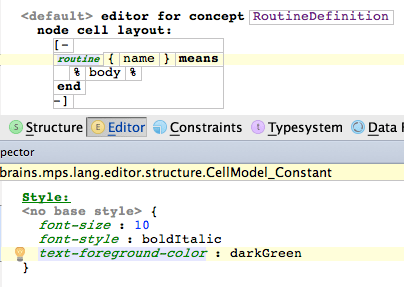 <default> editor for concept RoutineDefinition
node cell layout:
[-
routine { name } means
% body %
end
-]
Structure Editor Constraints Typesystem Data
pector
brains.mps.lang.editor.structure.CellModel_Constant
Style:
<no base style> {
font-size : 10
font-style : boldItalic
text-foreground-color : darkGreen
}